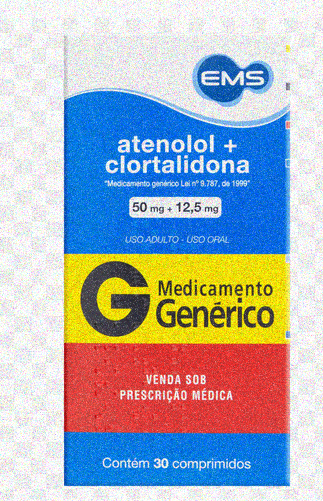 EMS
atenolol +
clortalidona
"Medicamento genérico Lei nº 9.787, de 1999"
50 mg + 12,5 mg
USO ADULTO - USO ORAL
G Medicamento
Genérico
VENDA SOB
PRESCRIÇÃO MÉDICA
Contém 30 comprimidos